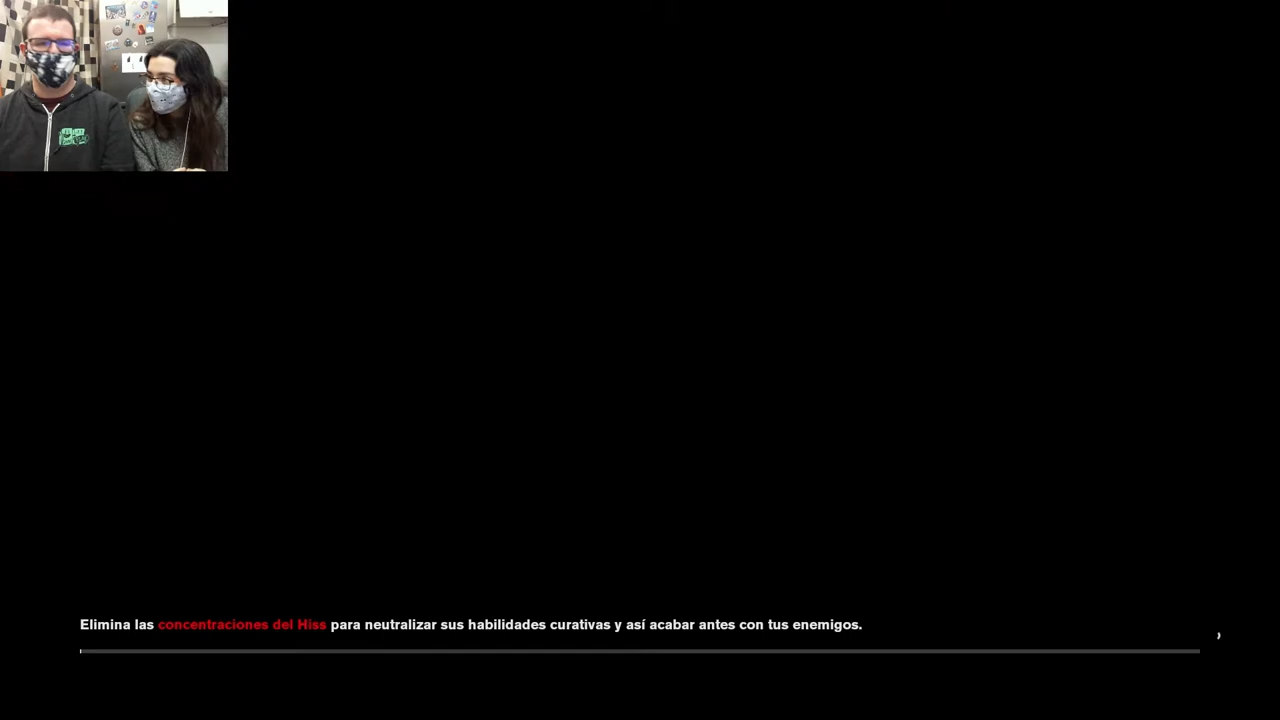 Elimina las concentraciones del Hiss para neutralizar sus habilidades curativas y así acabar antes con tus enemigos.